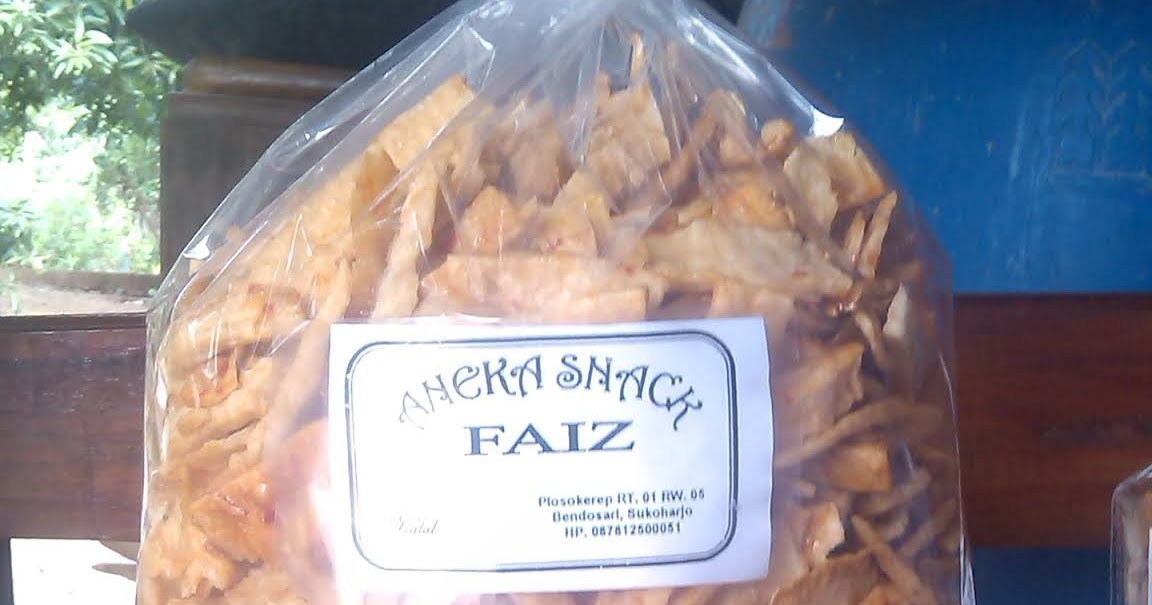 ANEKA SNACK
FAIZ
Plosokerep RT. 01 RW. 05
Bendosari, Sukoharjo
HP. 087812500051